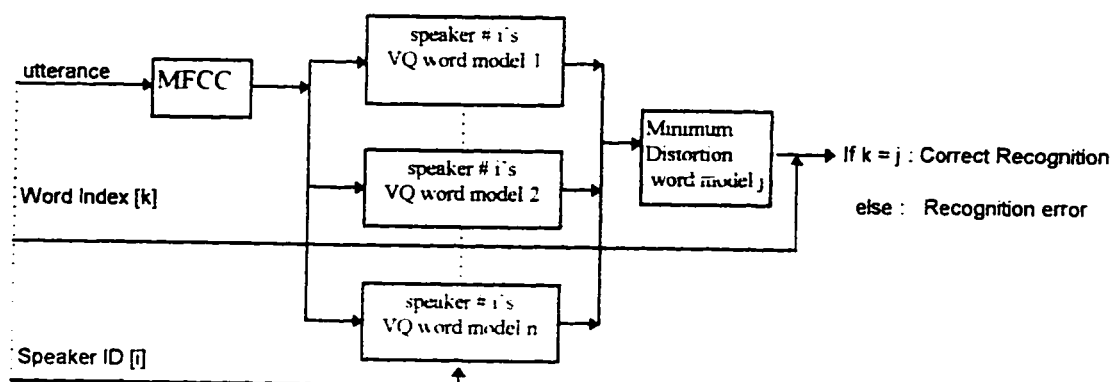 utterance
MFCC
speaker # i's
VQ word model 1
speaker # i's
VQ word model 2
speaker # i's
VQ word model n
Minimum
Distortion
word model j
If k = j : Correct Recognition
else : Recognition error
Word Index [k]
Speaker ID [i]